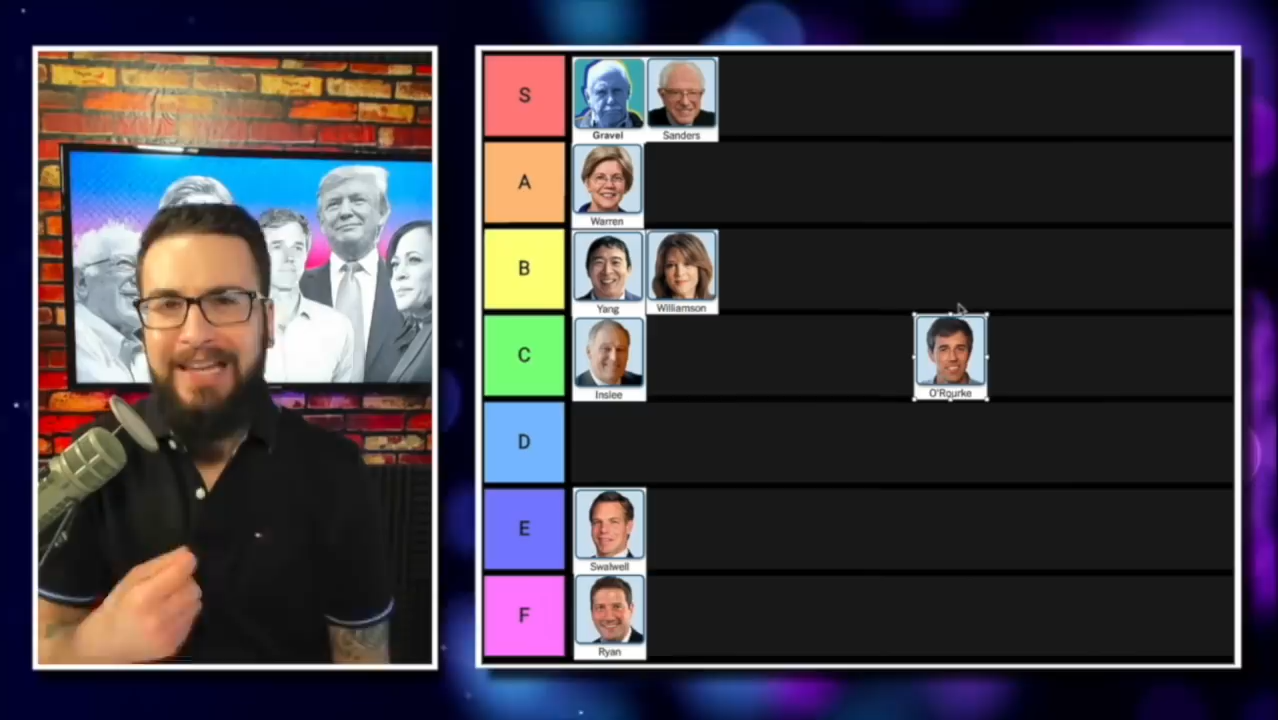 S
Gravel Sanders
A
Warren
B
Yang Williamson
C
Inslee O'Rourke
D
E
Swalwell
F
Ryan